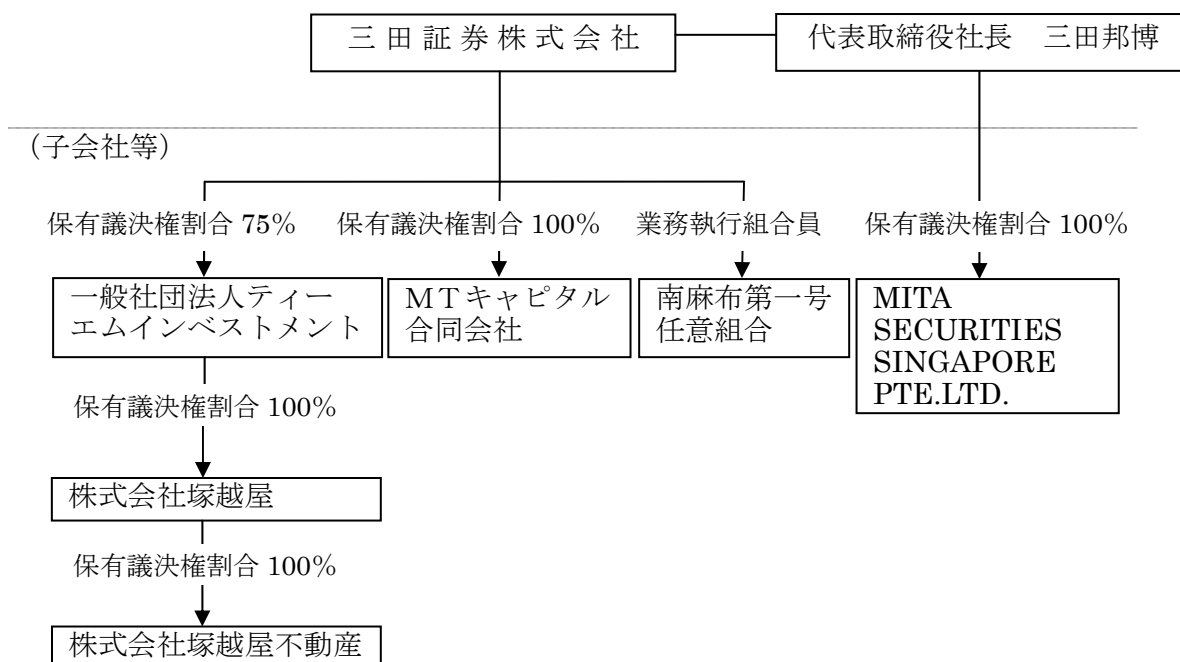 三田証券株式会社
代表取締役社長 三田邦博
（子会社等）
保有議決権割合 75%
保有議決権割合 100%
業務執行組合員
保有議決権割合 100%
一般社団法人ティー
エムインベストメント
ＭＴキャピタル
合同会社
南麻布第一号
任意組合
MITA
SECURITIES
SINGAPORE
PTE.LTD.
保有議決権割合 100%
株式会社塚越屋
保有議決権割合 100%
株式会社塚越屋不動産